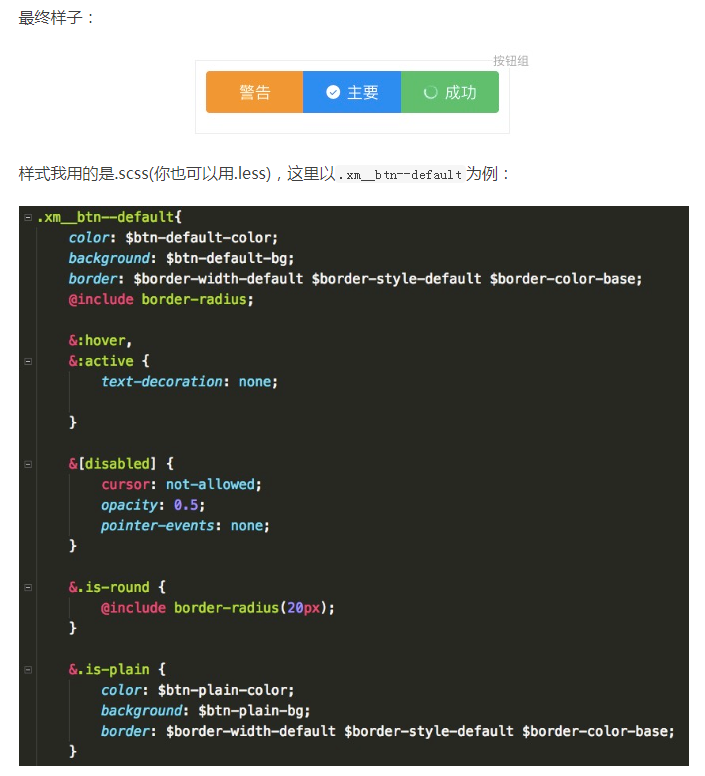 最终样子：
按钮组
警告 主要 成功
样式我用的是.scss(你也可以用.less)，这里以.xm__btn--default为例：
.xm__btn--default{
color: $btn-default-color;
background: $btn-default-bg;
border: $border-width-default $border-style-default $border-color-base;
@include border-radius;
&:hover,
&:active {
text-decoration: none;
}
&[disabled] {
cursor: not-allowed;
opacity: 0.5;
pointer-events: none;
}
&.is-round {
@include border-radius(20px);
}
&.is-plain {
color: $btn-plain-color;
background: $btn-plain-bg;
border: $border-width-default $border-style-default $border-color-base;
}